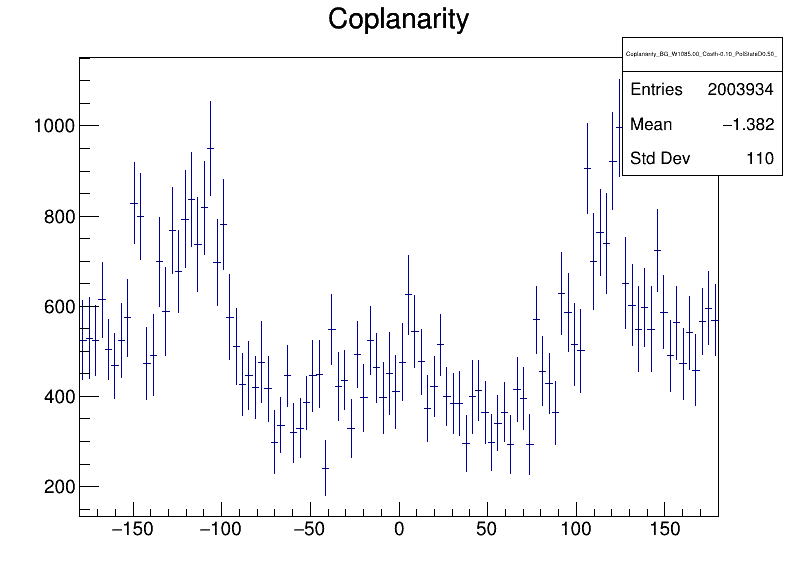 Coplanarity
Coplanarity_BG_W1085.00_Costh-0.10_PolStateD0.50_
Entries 2003934
Mean −1.382
Std Dev 110
1000
800
600
400
200
−150 −100 −50 0 50 100 150